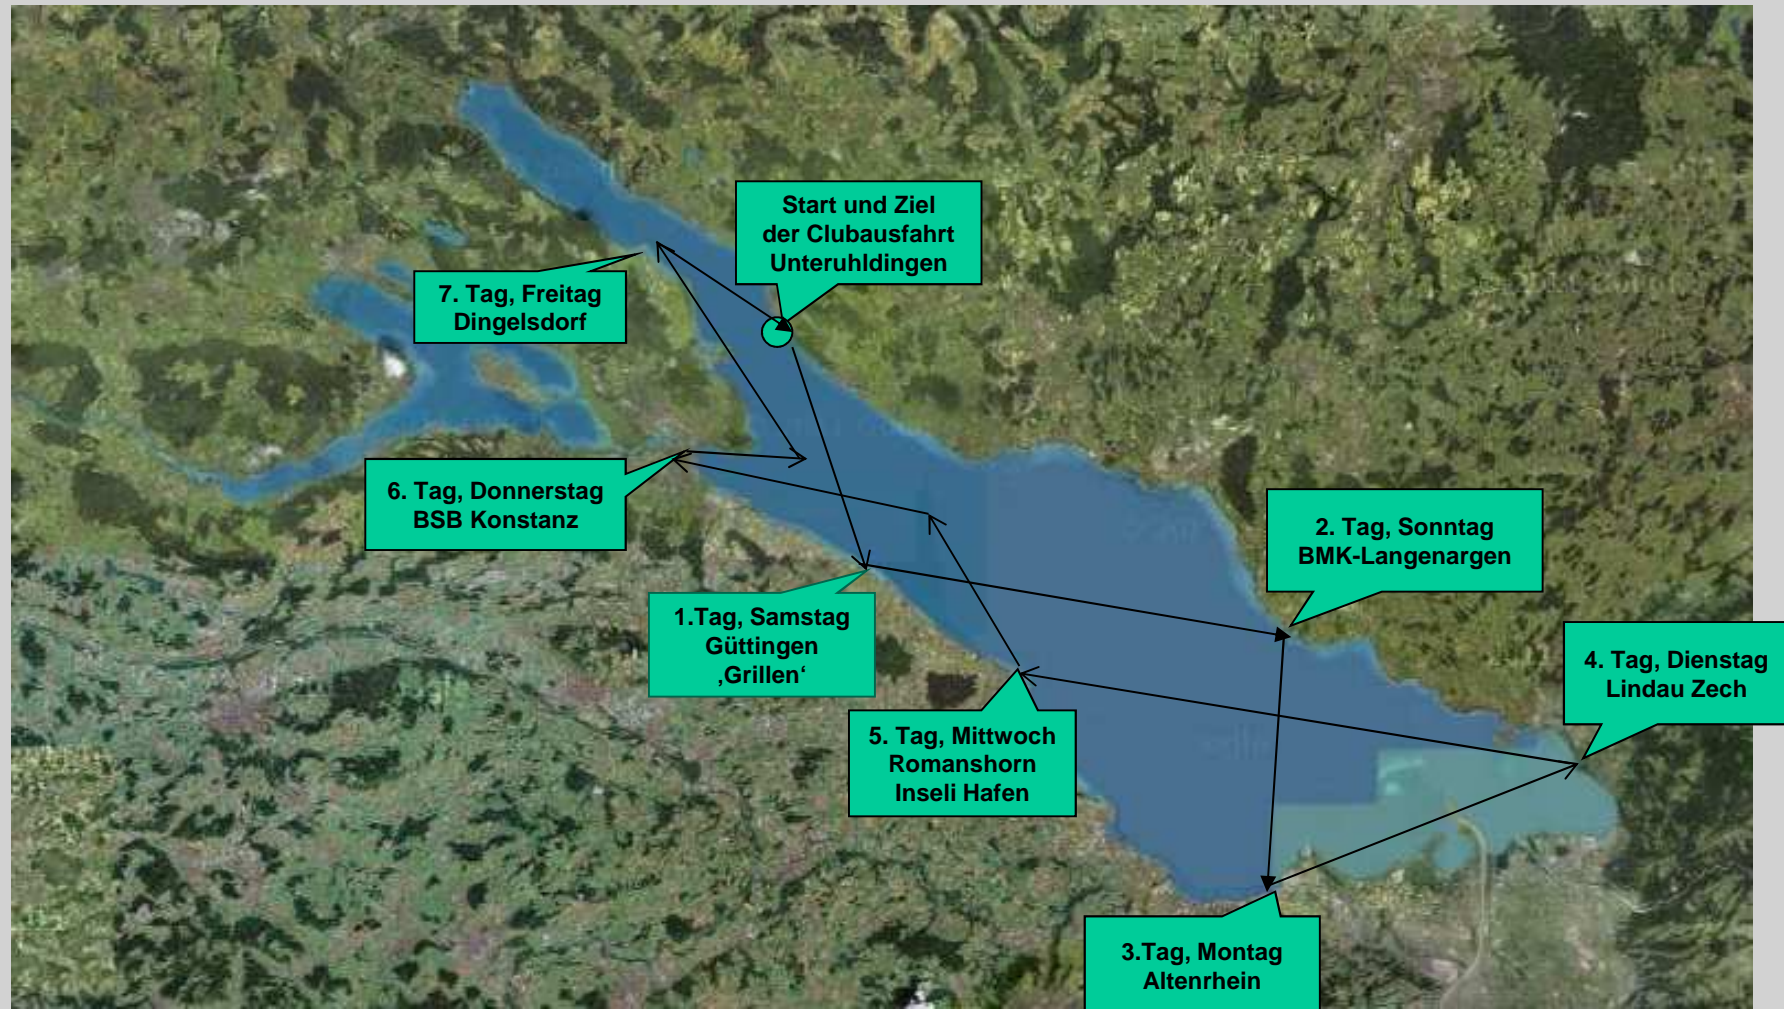 Start und Ziel
der Clubausfahrt
Unteruhldingen
7. Tag, Freitag
Dingelsdorf
6. Tag, Donnerstag
BSB Konstanz
2. Tag, Sonntag
BMK-Langenargen
1.Tag, Samstag
Güttingen
‚Grillen‘
4. Tag, Dienstag
Lindau Zech
5. Tag, Mittwoch
Romanshorn
Inseli Hafen
3.Tag, Montag
Altenrhein